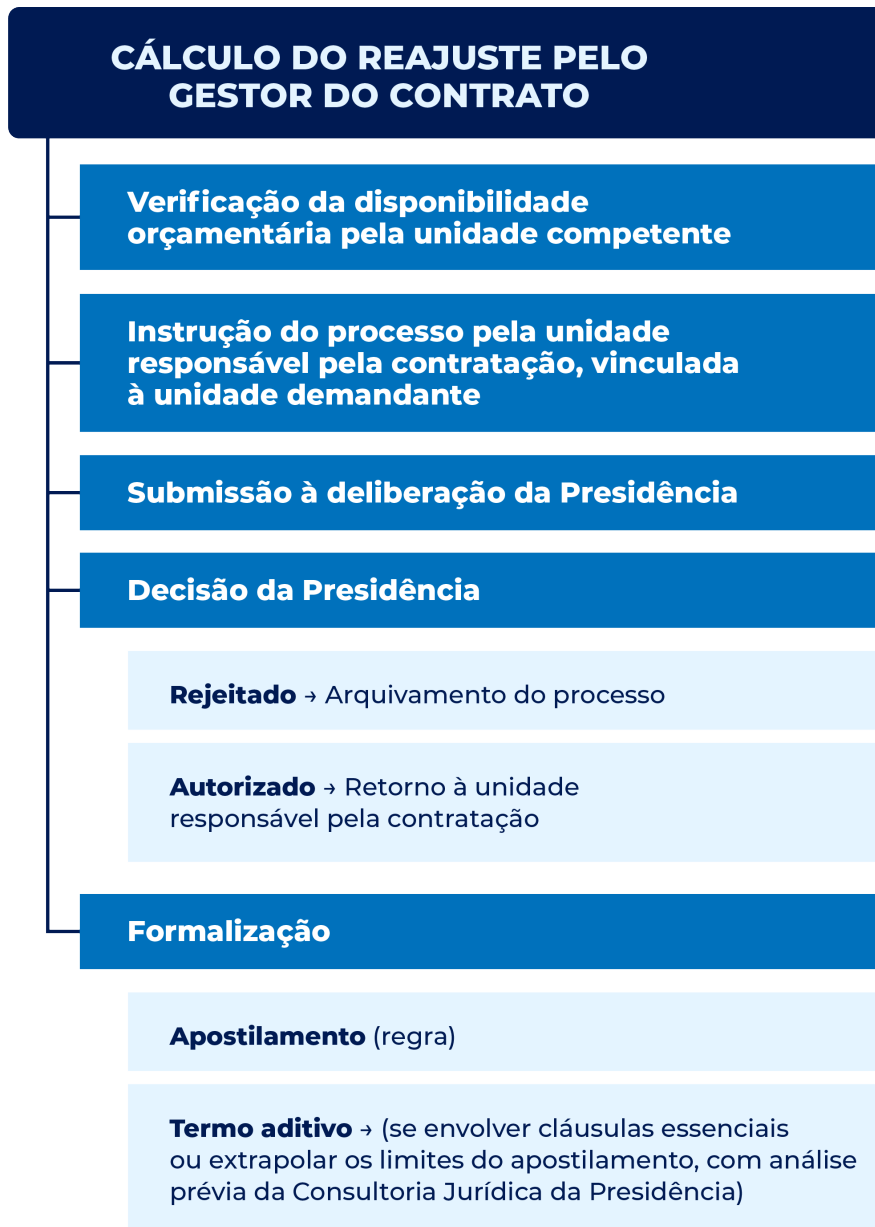 CÁLCULO DO REAJUSTE PELO
GESTOR DO CONTRATO
Verificação da disponibilidade
orçamentária pela unidade competente
Instrução do processo pela unidade
responsável pela contratação, vinculada
à unidade demandante
Submissão à deliberação da Presidência
Decisão da Presidência
Rejeitado → Arquivamento do processo
Autorizado → Retorno à unidade
responsável pela contratação
Formalização
Apostilamento (regra)
Termo aditivo → (se envolver cláusulas essenciais
ou extrapolar os limites do apostilamento, com análise
prévia da Consultoria Jurídica da Presidência)